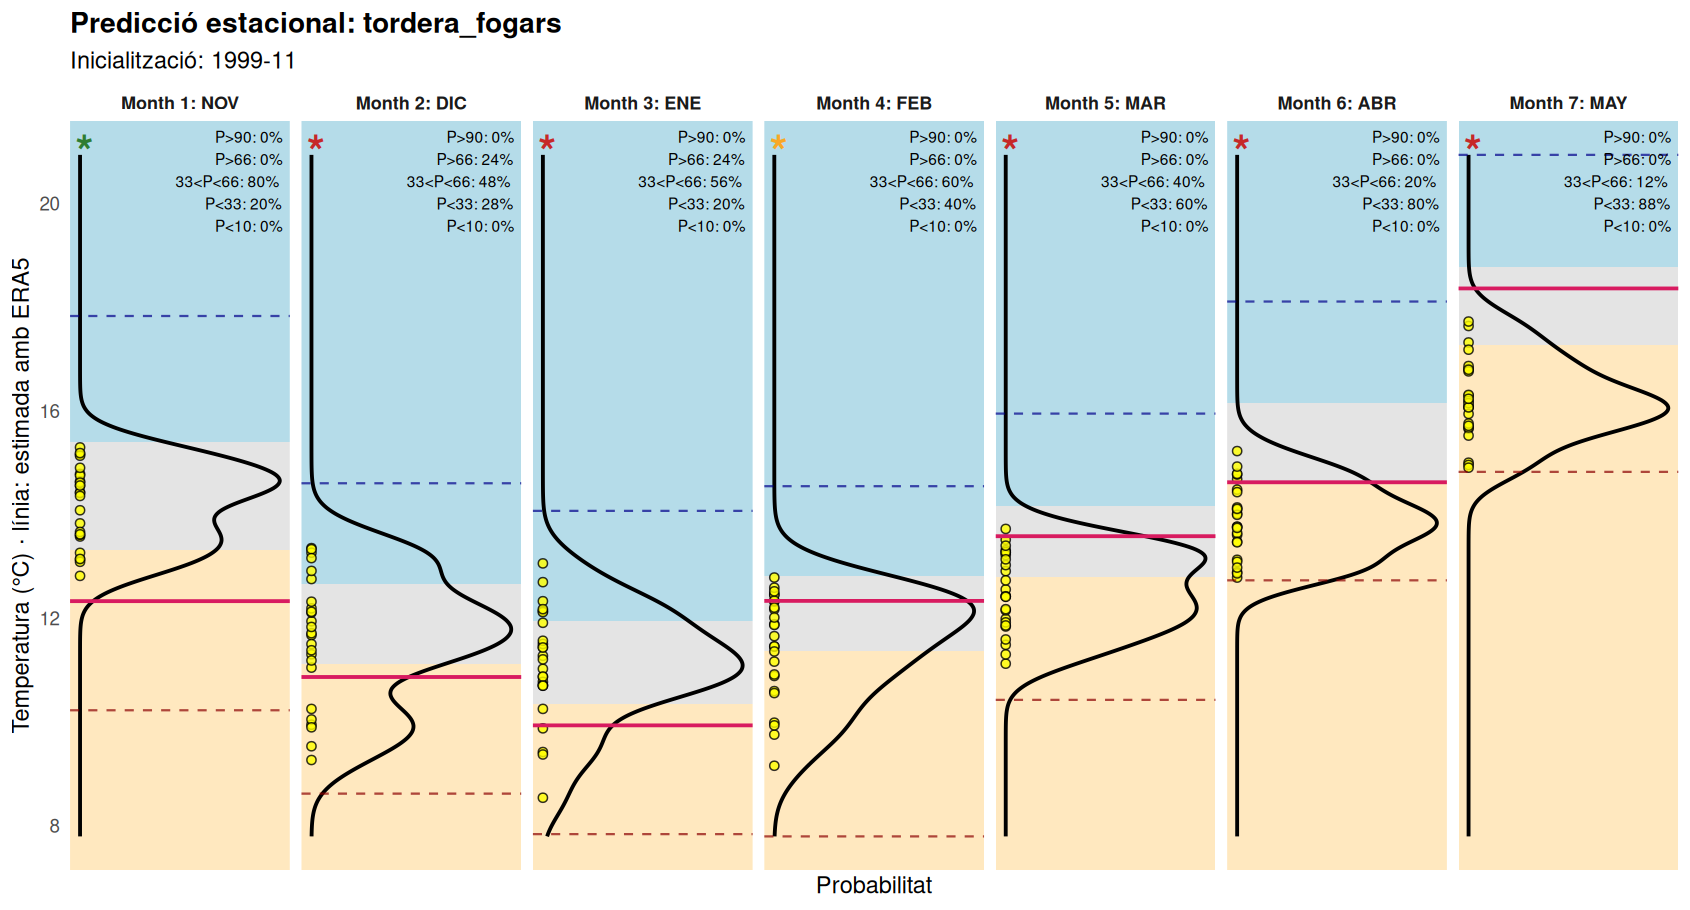 Predicció estacional: tordera_fogars
Inicialització: 1999-11
Month 1: NOV
Month 2: DIC
Month 3: ENE
Month 4: FEB
Month 5: MAR
Month 6: ABR
Month 7: MAY
*
P>90: 0%
P>66: 0%
33<P<66: 80%
P<33: 20%
P<10: 0%
*
P>90: 0%
P>66: 24%
33<P<66: 48%
P<33: 28%
P<10: 0%
*
P>90: 0%
P>66: 24%
33<P<66: 56%
P<33: 20%
P<10: 0%
*
P>90: 0%
P>66: 0%
33<P<66: 60%
P<33: 40%
P<10: 0%
*
P>90: 0%
P>66: 0%
33<P<66: 40%
P<33: 60%
P<10: 0%
*
P>90: 0%
P>66: 0%
33<P<66: 20%
P<33: 80%
P<10: 0%
*
P>90: 0%
P>66: 0%
33<P<66: 12%
P<33: 88%
P<10: 0%
20
16
12
8
Temperatura (°C) · línia: estimada amb ERA5
Probabilitat